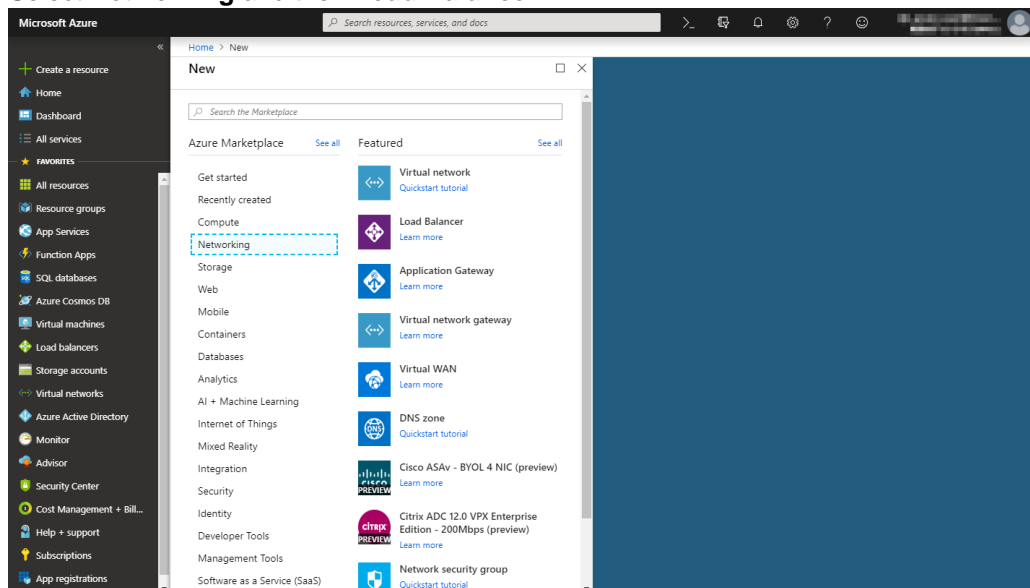 Microsoft Azure
Search resources, services, and docs
Home > New
Create a resource
Home
Dashboard
All services
FAVORITES
All resources
Resource groups
App Services
Function Apps
SQL databases
Azure Cosmos DB
Virtual machines
Load balancers
Storage accounts
Virtual networks
Azure Active Directory
Monitor
Advisor
Security Center
Cost Management + Bill...
Help + support
Subscriptions
App registrations
New
Search the Marketplace
Azure Marketplace See all
Get started
Recently created
Compute
Networking
Storage
Web
Mobile
Containers
Databases
Analytics
AI + Machine Learning
Internet of Things
Mixed Reality
Integration
Security
Identity
Developer Tools
Management Tools
Software as a Service (SaaS)
Featured See all
Virtual network
Quickstart tutorial
Load Balancer
Learn more
Application Gateway
Learn more
Virtual network gateway
Learn more
Virtual WAN
Learn more
DNS
DNS zone
Quickstart tutorial
CISCO
PREVIEW
Cisco ASAv - BYOL 4 NIC (preview)
Learn more
CITRIX
PREVIEW
Citrix ADC 12.0 VPX Enterprise
Edition - 200Mbps (preview)
Learn more
Network security group
Quickstart tutorial